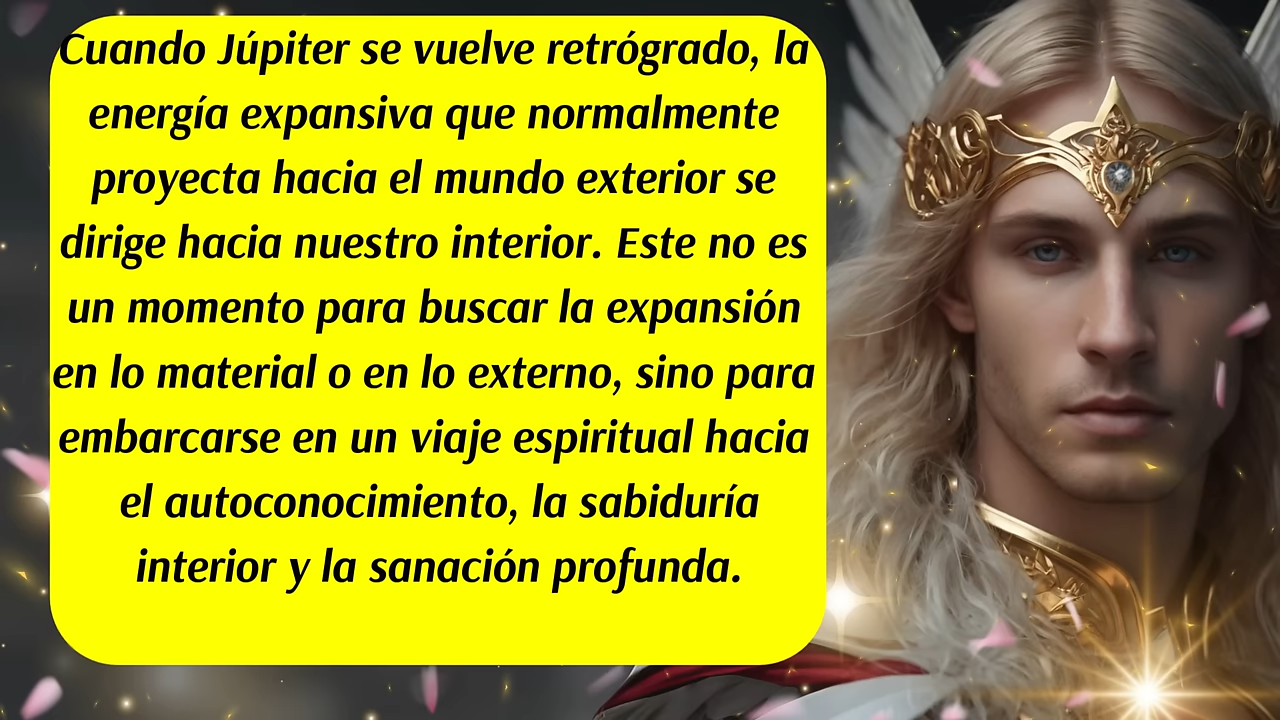 Cuando Júpiter se vuelve retrógrado, la
energía expansiva que normalmente
proyecta hacia el mundo exterior se
dirige hacia nuestro interior. Este no es
un momento para buscar la expansión
en lo material o en lo externo, sino para
embarcarse en un viaje espiritual hacia
el autoconocimiento, la sabiduría
interior y la sanación profunda.